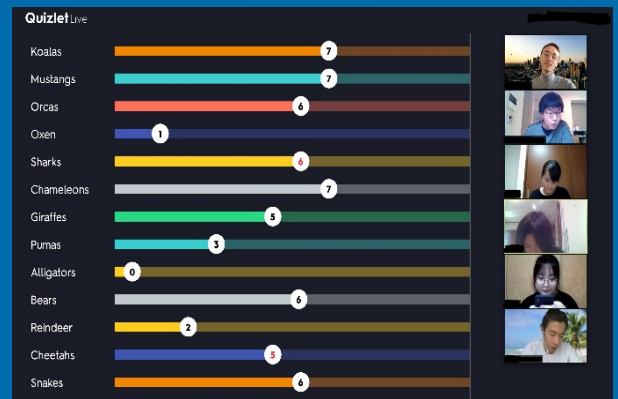 Quizlet Live
Koalas 7
Mustangs 7
Orcas 6
Oxen 1
Sharks 6
Chameleons 7
Giraffes 5
Pumas 3
Alligators 0
Bears 6
Reindeer 2
Cheetahs 5
Snakes 6